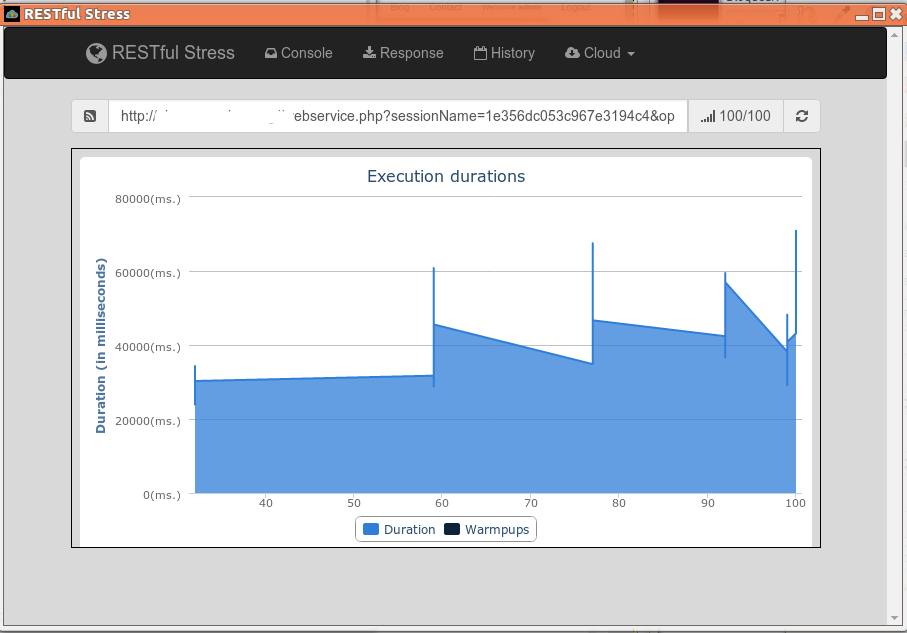 RESTful Stress
RESTful Stress Console Response History Cloud
http:// ebservice.php?sessionName=1e356dc053c967e3194c4&op 100/100
Execution durations
80000(ms.)
60000(ms.)
40000(ms.)
20000(ms.)
0(ms.)
Duration (in milliseconds)
40 50 60 70 80 90 100
Duration Warmpups